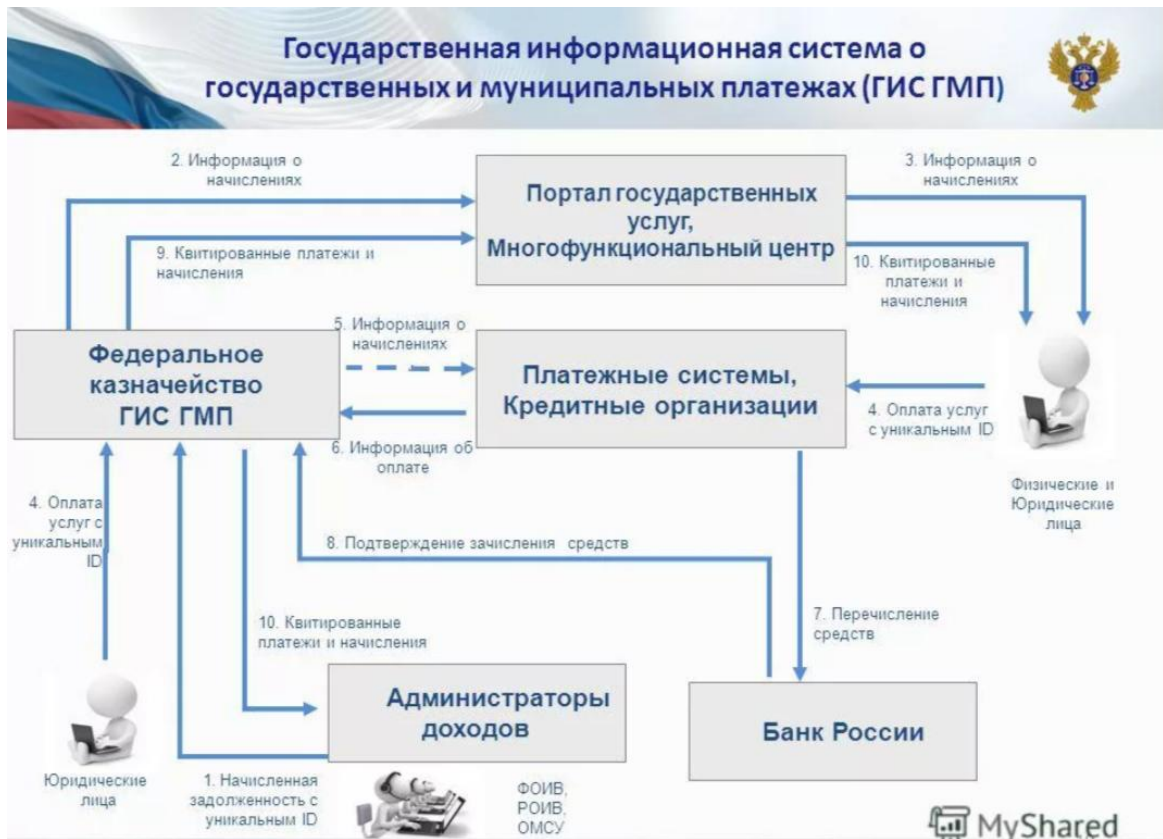 Государственная информационная система о
государственных и муниципальных платежах (ГИС ГМП)
2. Информация о
начислениях
Портал государственных
услуг,
Многофункциональный центр
3. Информация о
начислениях
9. Квитированные платежи и
начисления
10. Квитированные
платежи и
начисления
Федеральное
казначейство
ГИС ГМП
5. Информация о
начислениях
Платежные системы,
Кредитные организации
4. Оплата услуг
с уникальным ID
6. Информация об
оплате
Физические и
Юридические
лица
4. Оплата
услуг с
уникальным
ID
8. Подтверждение зачисления средств
7. Перечисление
средств
10. Квитированные
платежи и начисления
Администраторы
доходов
Банк России
Юридические
лица
1. Начисленная
задолженность с
уникальным ID
ФОИВ,
РОИВ,
ОМСУ
MyShared